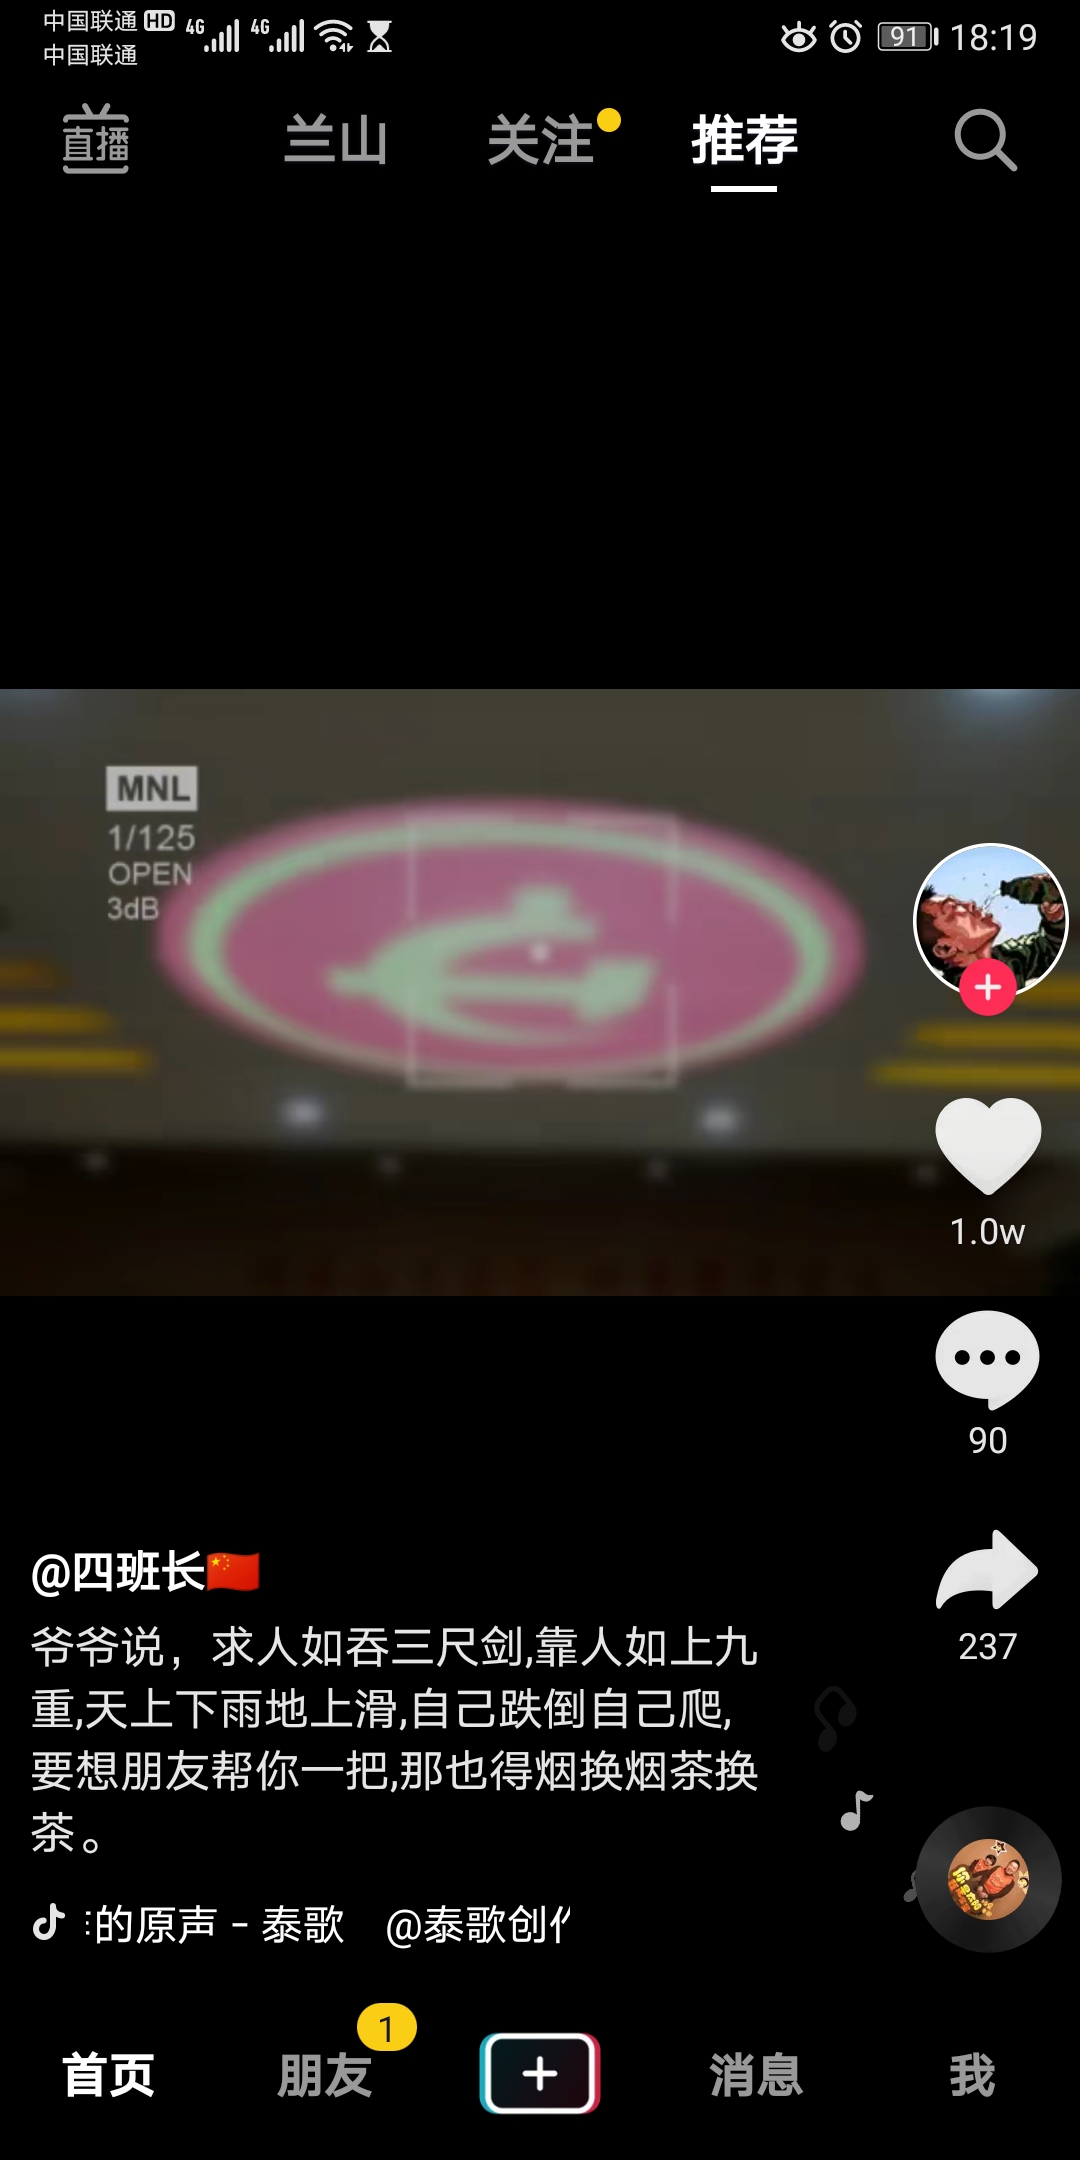 中国联通 HD 4G 4G 91 18:19
中国联通
直播 兰山 关注 推荐
MNL
1/125
OPEN
3dB
1.0w
90
@四班长
237
爷爷说，求人如吞三尺剑,靠人如上九
重,天上下雨地上滑,自己跌倒自己爬,
要想朋友帮你一把,那也得烟换烟茶换
茶。
的原声 - 泰歌 @泰歌创作
1
首页 朋友 消息 我